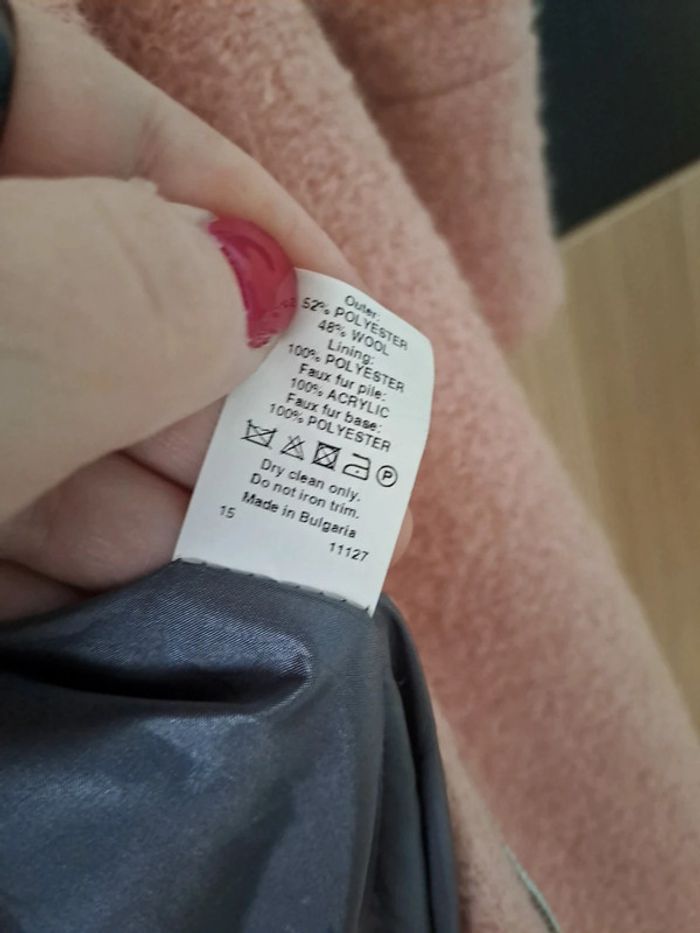 Outer:
52% POLYESTER
48% WOOL
Lining:
100% POLYESTER
Faux fur pile:
100% ACRYLIC
Faux fur base:
100% POLYESTER
P
Dry clean only.
Do not iron trim.
Made in Bulgaria
15
11127